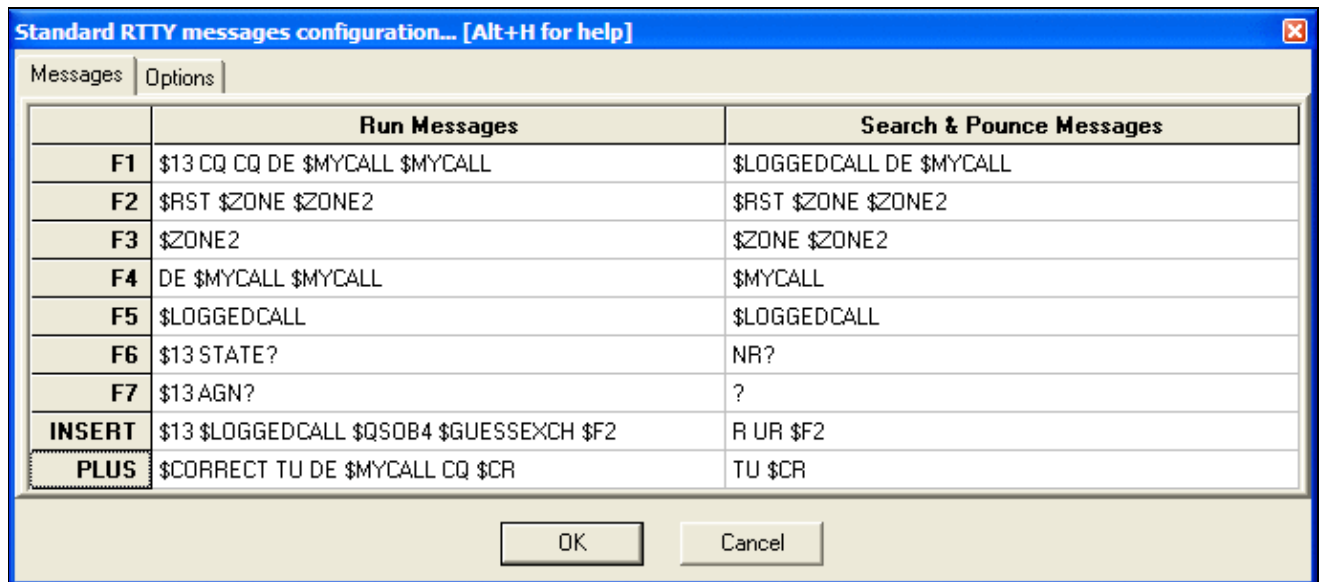 Standard RTTY messages configuration... [Alt+H for help]
Messages Options
Run Messages Search & Pounce Messages
F1 $13 CQ CQ DE $MYCALL $MYCALL $LOGGEDCALL DE $MYCALL
F2 $RST $ZONE $ZONE2 $RST $ZONE $ZONE2
F3 $ZONE2 $ZONE $ZONE2
F4 DE $MYCALL $MYCALL $MYCALL
F5 $LOGGEDCALL $LOGGEDCALL
F6 $13 STATE? NR?
F7 $13 AGN? ?
INSERT $13 $LOGGEDCALL $QSOB4 $GUESSEXCH $F2 R UR $F2
PLUS $CORRECT TU DE $MYCALL CQ $CR TU $CR
OK Cancel